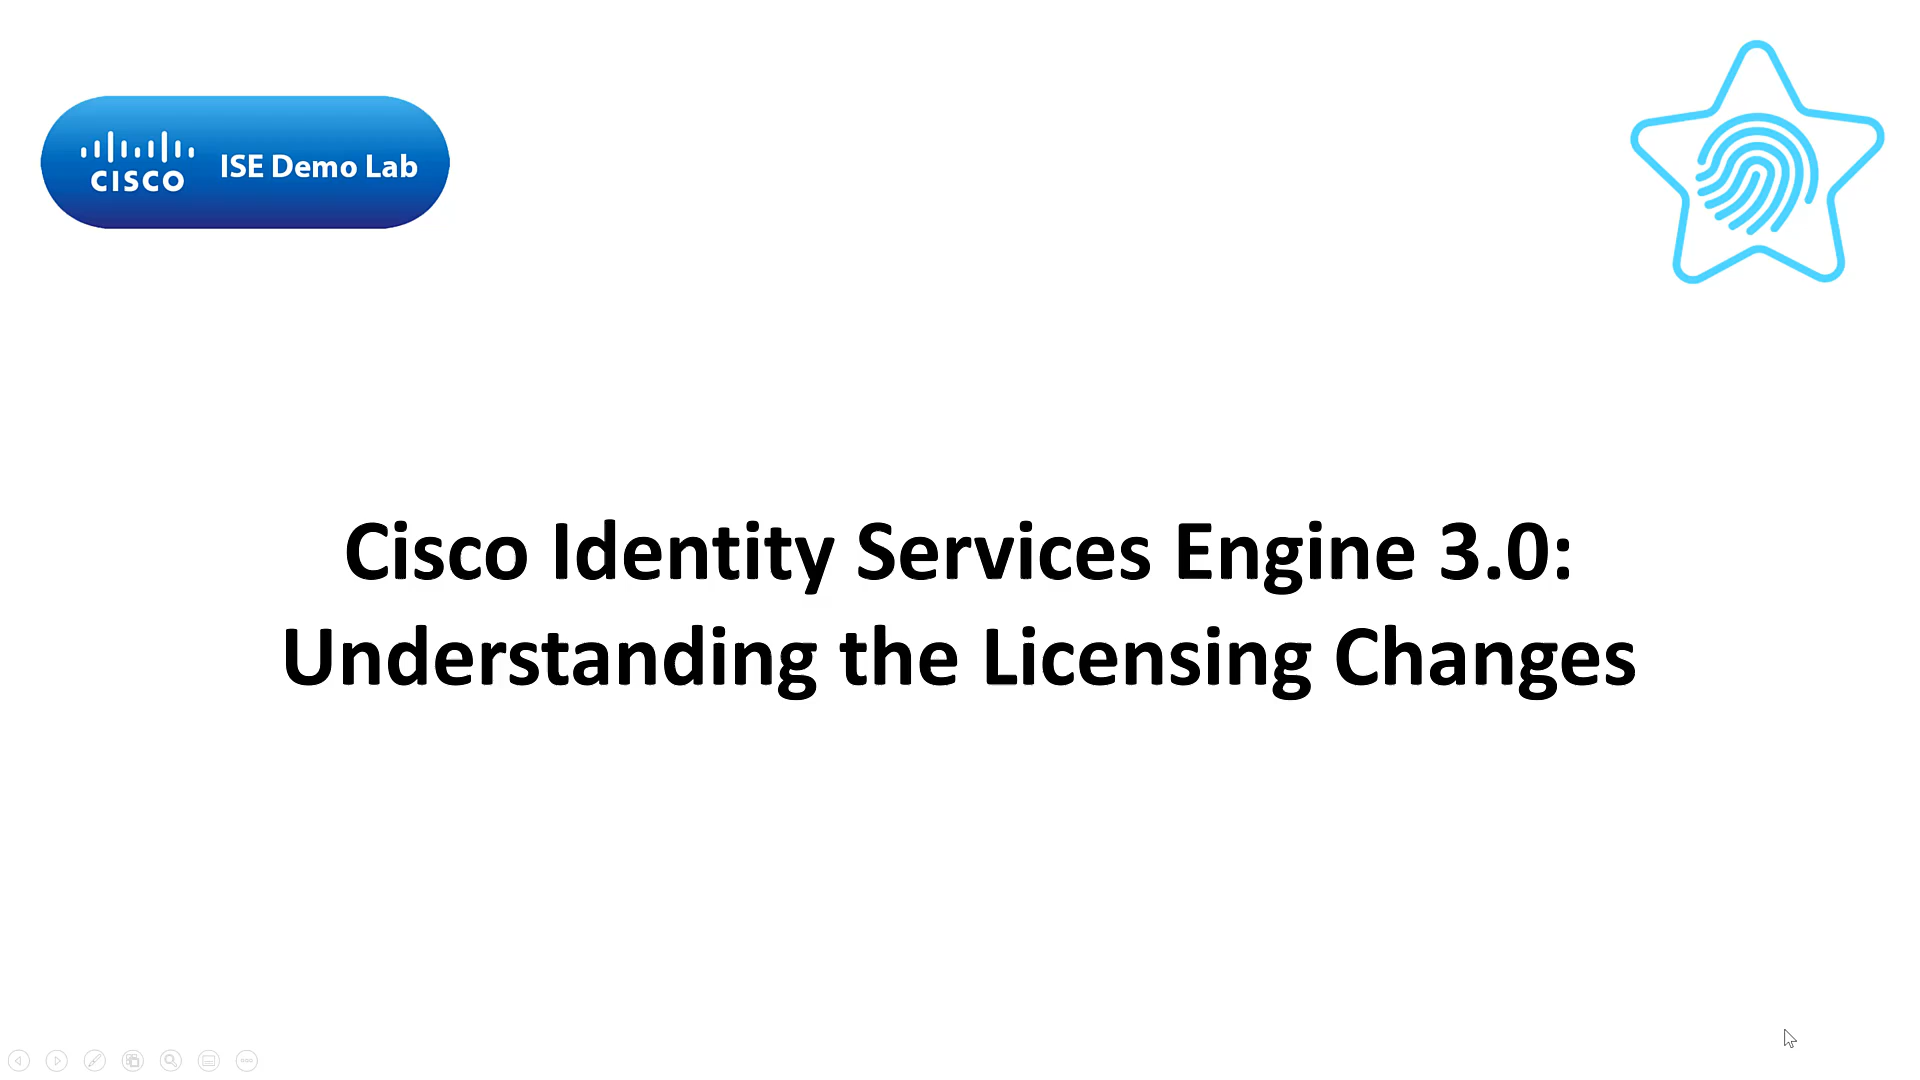 CISCO ISE Demo Lab
Cisco Identity Services Engine 3.0:
Understanding the Licensing Changes